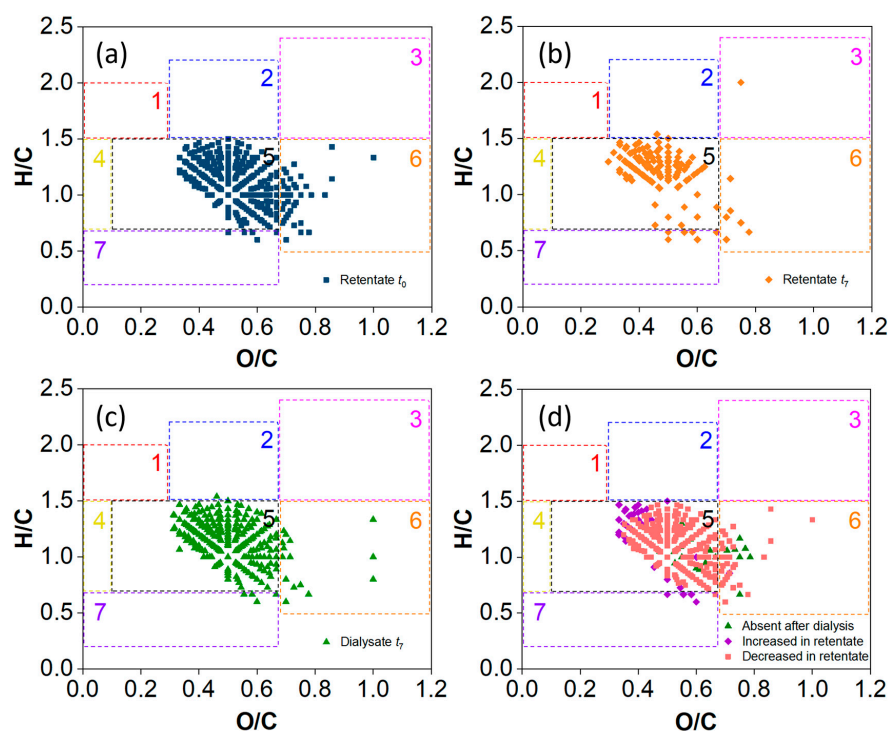 (a)
2.5
2.0
1.5
1.0
0.5
0.0
H/C
1
2
3
4
5
6
7
Retentate t₀
0.0 0.2 0.4 0.6 0.8 1.0 1.2
O/C
(b)
2.5
2.0
1.5
1.0
0.5
0.0
H/C
1
2
3
4
5
6
7
Retentate t₇
0.0 0.2 0.4 0.6 0.8 1.0 1.2
O/C
(c)
2.5
2.0
1.5
1.0
0.5
0.0
H/C
1
2
3
4
5
6
7
Dialysate t₇
0.0 0.2 0.4 0.6 0.8 1.0 1.2
O/C
(d)
2.5
2.0
1.5
1.0
0.5
0.0
H/C
1
2
3
4
5
6
7
Absent after dialysis
Increased in retentate
Decreased in retentate
0.0 0.2 0.4 0.6 0.8 1.0 1.2
O/C